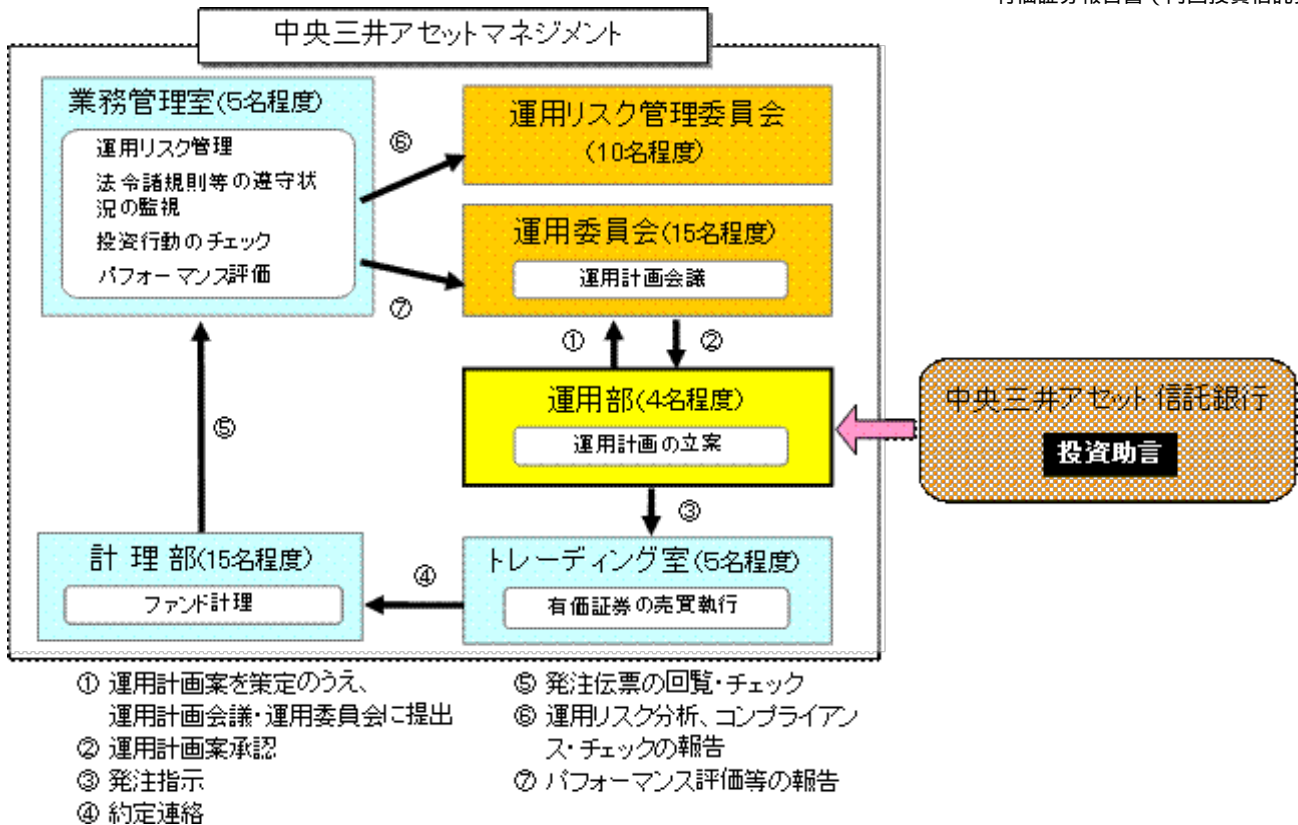 中央三井アセットマネジメント
業務管理室(5名程度)
運用リスク管理
法令諸規則等の遵守状
況の監視
投資行動のチェック
パフォーマンス評価
⑥
⑦
運用リスク管理委員会
(10名程度)
運用委員会(15名程度)
運用計画会議
①
②
運用部(4名程度)
運用計画の立案
中央三井アセット信託銀行
投資助言
⑤
③
計 理 部(15名程度)
ファンド計理
④
トレーディング室(5名程度)
有価証券の売買執行
① 運用計画案を策定のうえ、
運用計画会議・運用委員会に提出
② 運用計画案承認
③ 発注指示
④ 約定連絡
⑤ 発注伝票の回覧・チェック
⑥ 運用リスク分析、コンプライアン
ス・チェックの報告
⑦ パフォーマンス評価等の報告